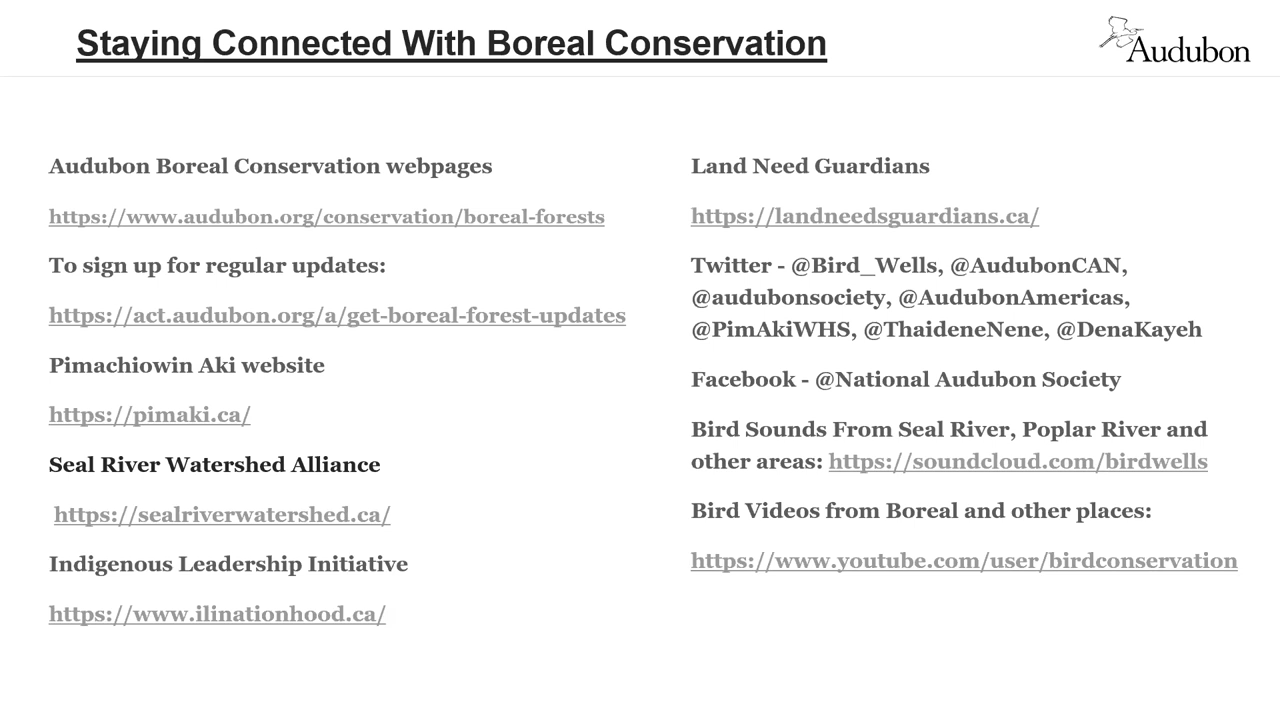 Staying Connected With Boreal Conservation
Audubon
Audubon Boreal Conservation webpages
https://www.audubon.org/conservation/boreal-forests
To sign up for regular updates:
https://act.audubon.org/a/get-boreal-forest-updates
Pimachiowin Aki website
https://pimaki.ca/
Seal River Watershed Alliance
https://sealriverwatershed.ca/
Indigenous Leadership Initiative
https://www.ilinationhood.ca/
Land Need Guardians
https://landneedsguardians.ca/
Twitter - @Bird_Wells, @AudubonCAN,
@audubonsociety, @AudubonAmericas,
@PimAkiWHS, @ThaideneNene, @DenaKayeh
Facebook - @National Audubon Society
Bird Sounds From Seal River, Poplar River and
other areas: https://soundcloud.com/birdwells
Bird Videos from Boreal and other places:
https://www.youtube.com/user/birdconservation